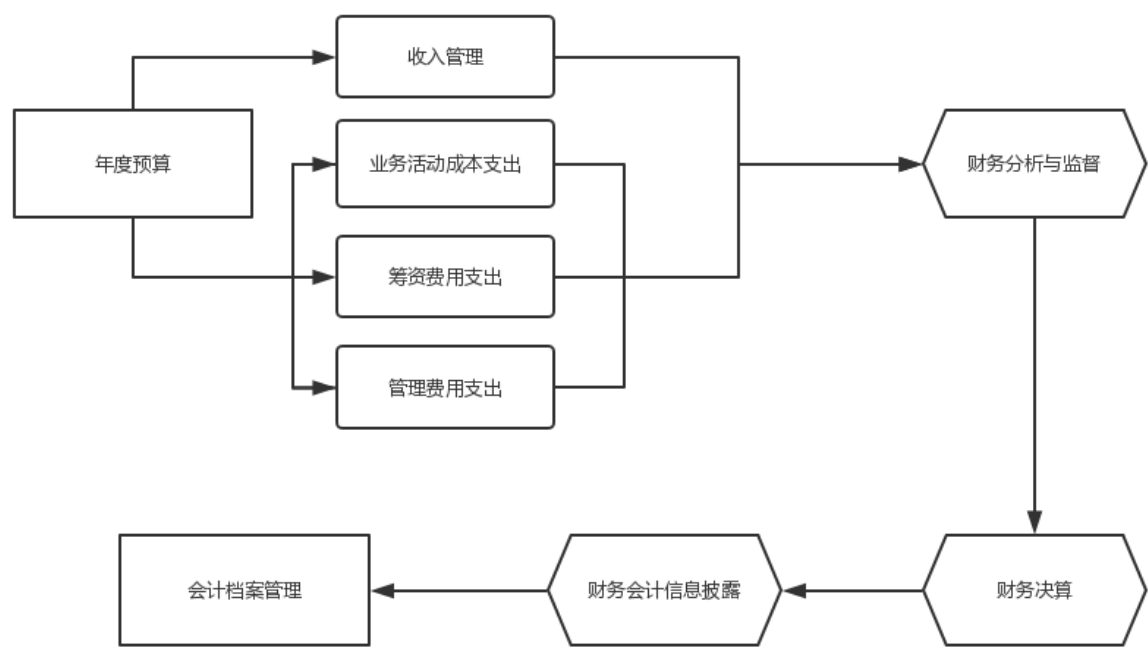 收入管理
年度预算
业务活动成本支出
财务分析与监督
筹资费用支出
管理费用支出
会计档案管理
财务会计信息披露
财务决算